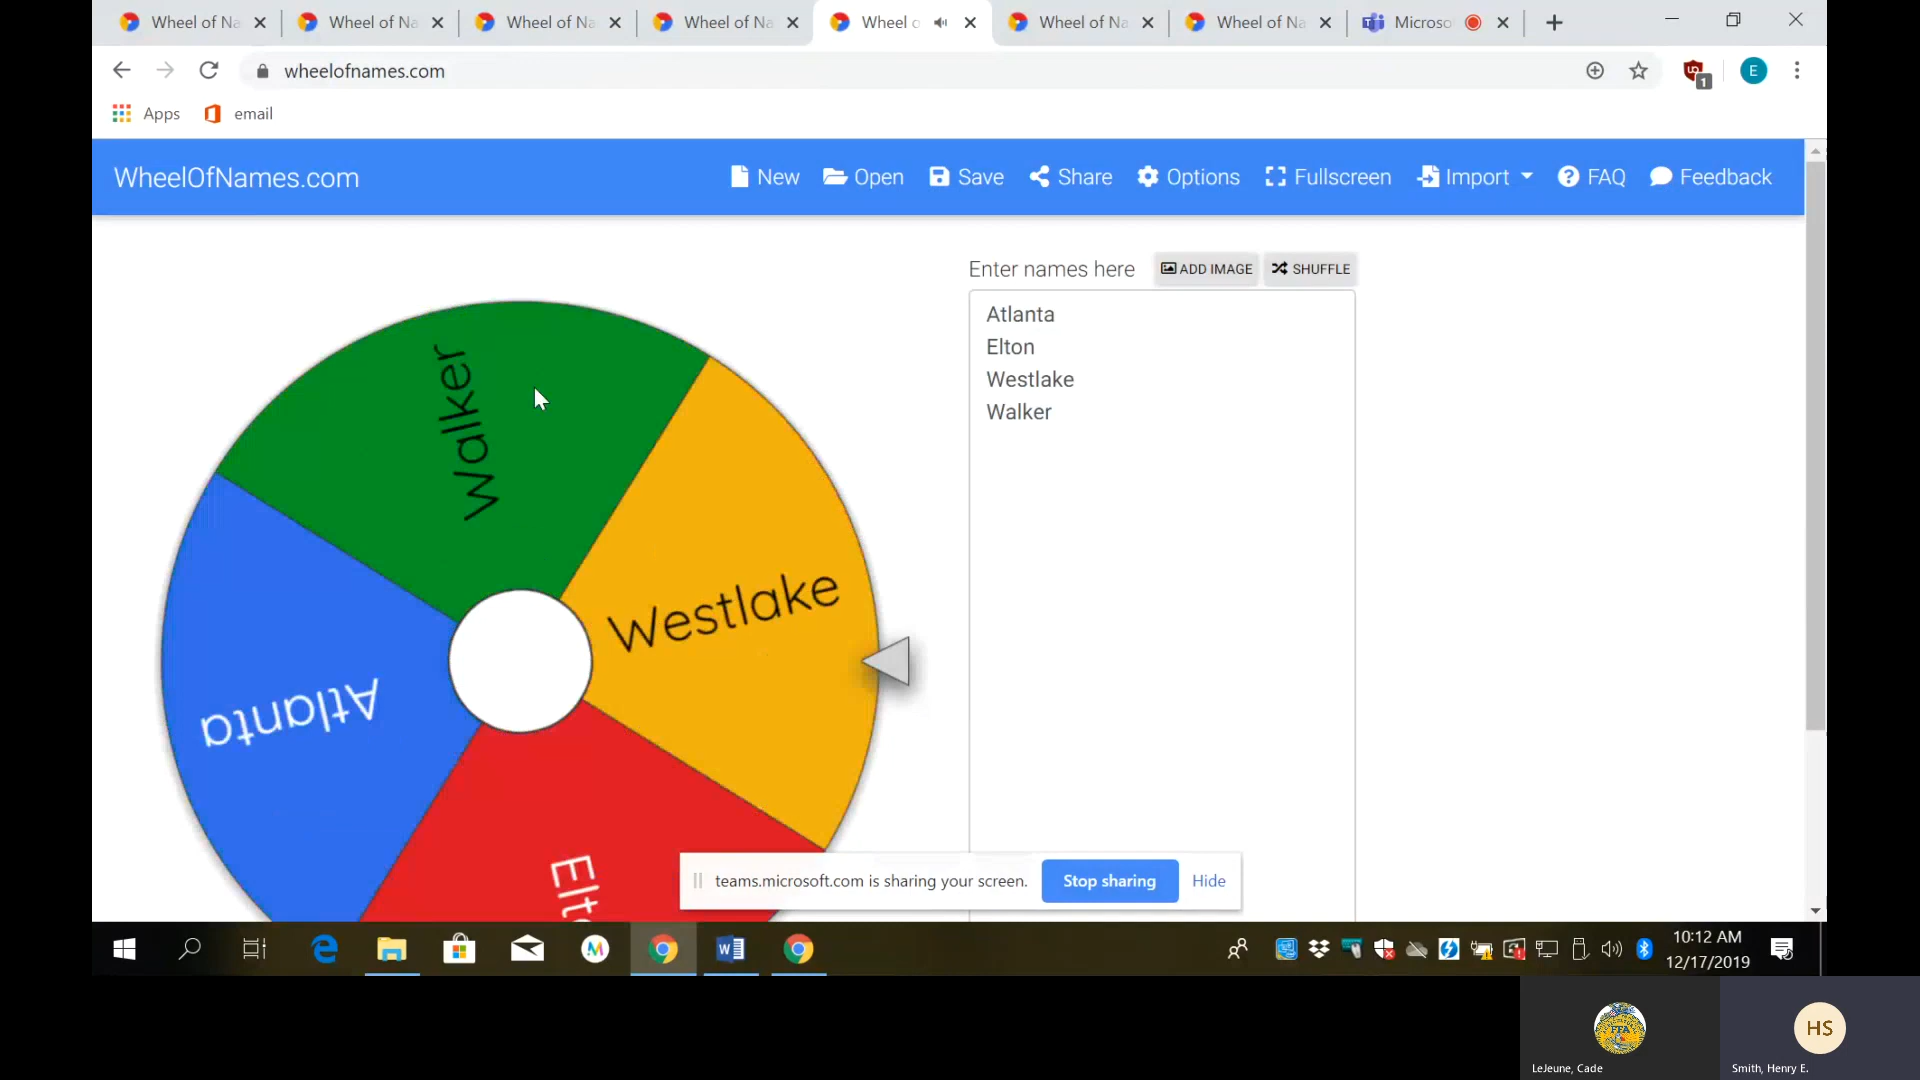 Wheel of Na
Wheel of Na
Wheel of Na
Wheel of Na
Wheel o
Wheel of Na
Wheel of Na
Microso
wheelofnames.com
1
E
Apps
email
WheelOfNames.com
New
Open
Save
Share
Options
Fullscreen
Import
FAQ
Feedback
Enter names here
ADD IMAGE
SHUFFLE
Atlanta
Elton
Westlake
Walker
Walker
Westlake
Atlanta
Elto
teams.microsoft.com is sharing your screen.
Stop sharing
Hide
10:12 AM
12/17/2019
FFA
HS
LeJeune, Cade
Smith, Henry E.